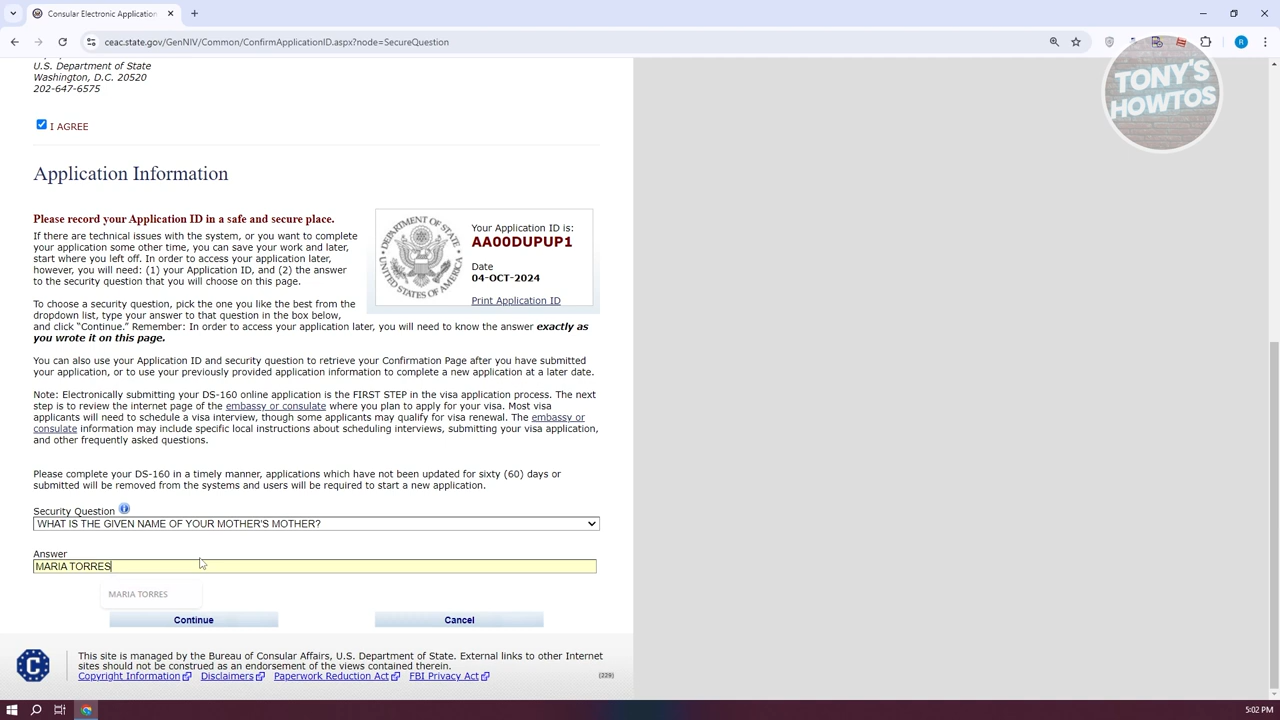 Consular Electronic Application
ceac.state.gov/GenNIV/Common/ConfirmApplicationID.aspx?node=SecureQuestion
R
TONY'S
HOWTOS
U.S. Department of State
Washington, D.C. 20520
202-647-6575
I AGREE
Application Information
Please record your Application ID in a safe and secure place.
If there are technical issues with the system, or you want to complete
your application some other time, you can save your work and later,
start where you left off. In order to access your application later,
however, you will need: (1) your Application ID, and (2) the answer
to the security question that you will choose on this page.
DEPARTMENT OF STATE
UNITED STATES OF AMERICA
Your Application ID is:
AA00DUPUP1
Date
04-OCT-2024
Print Application ID
To choose a security question, pick the one you like the best from the
dropdown list, type your answer to that question in the box below,
and click “Continue.” Remember: In order to access your application later, you will need to know the answer exactly as
you wrote it on this page.
You can also use your Application ID and security question to retrieve your Confirmation Page after you have submitted
your application, or to use your previously provided application information to complete a new application at a later date.
Note: Electronically submitting your DS-160 online application is the FIRST STEP in the visa application process. The next
step is to review the internet page of the embassy or consulate where you plan to apply for your visa. Most visa
applicants will need to schedule a visa interview, though some applicants may qualify for visa renewal. The embassy or
consulate information may include specific local instructions about scheduling interviews, submitting your visa application,
and other frequently asked questions.
Please complete your DS-160 in a timely manner, applications which have not been updated for sixty (60) days or
submitted will be removed from the systems and users will be required to start a new application.
Security Question
WHAT IS THE GIVEN NAME OF YOUR MOTHER'S MOTHER?
Answer
MARIA TORRES
MARIA TORRES
Continue
Cancel
C
This site is managed by the Bureau of Consular Affairs, U.S. Department of State. External links to other Internet
sites should not be construed as an endorsement of the views contained therein.
Copyright Information Disclaimers Paperwork Reduction Act FBI Privacy Act
(229)
5:02 PM